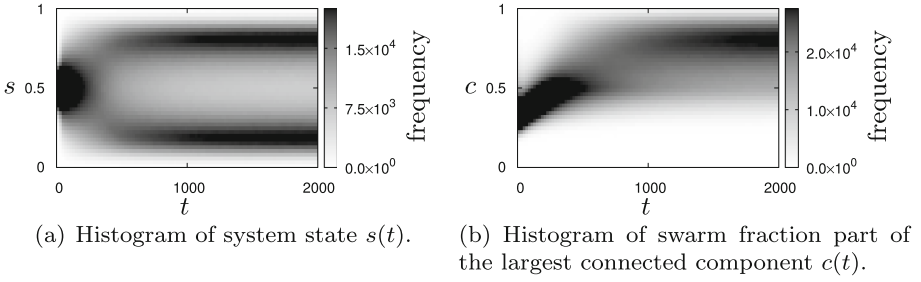 1
s
0.5
0
0
1000
2000
t
1.5×10^4
7.5×10^3
0.0×10^0
frequency
1
c
0.5
0
0
1000
2000
t
2.0×10^4
1.0×10^4
0.0×10^0
frequency
(a) Histogram of system state s(t).
(b) Histogram of swarm fraction part of
the largest connected component c(t).